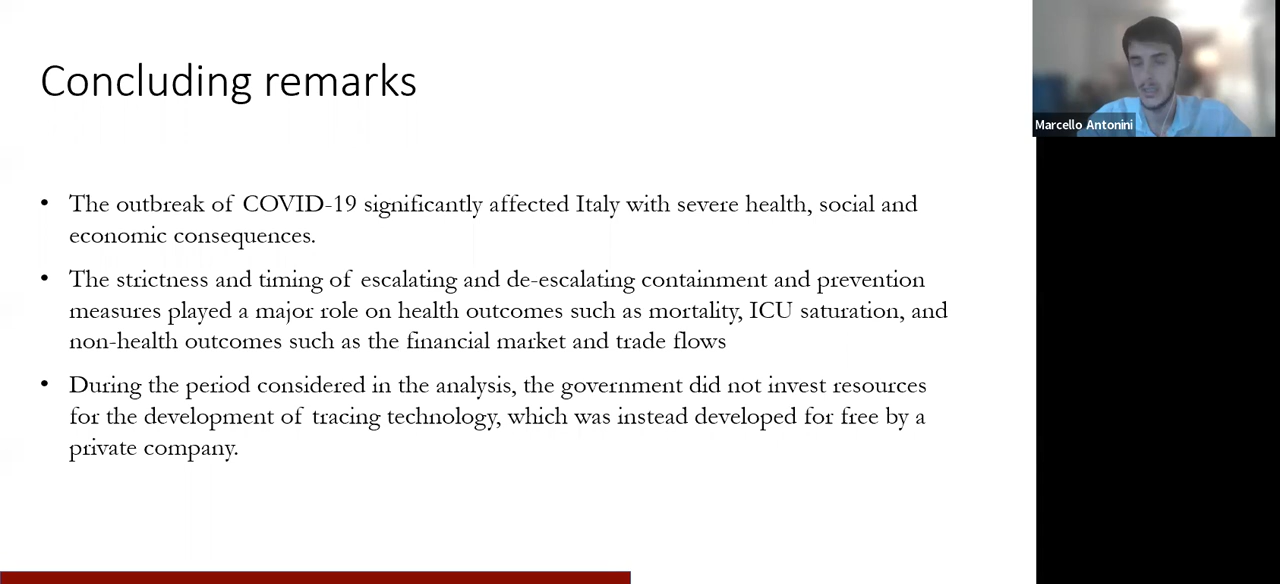 Concluding remarks
Marcello Antonini
• The outbreak of COVID-19 significantly affected Italy with severe health, social and
economic consequences.
• The strictness and timing of escalating and de-escalating containment and prevention
measures played a major role on health outcomes such as mortality, ICU saturation, and
non-health outcomes such as the financial market and trade flows
• During the period considered in the analysis, the government did not invest resources
for the development of tracing technology, which was instead developed for free by a
private company.